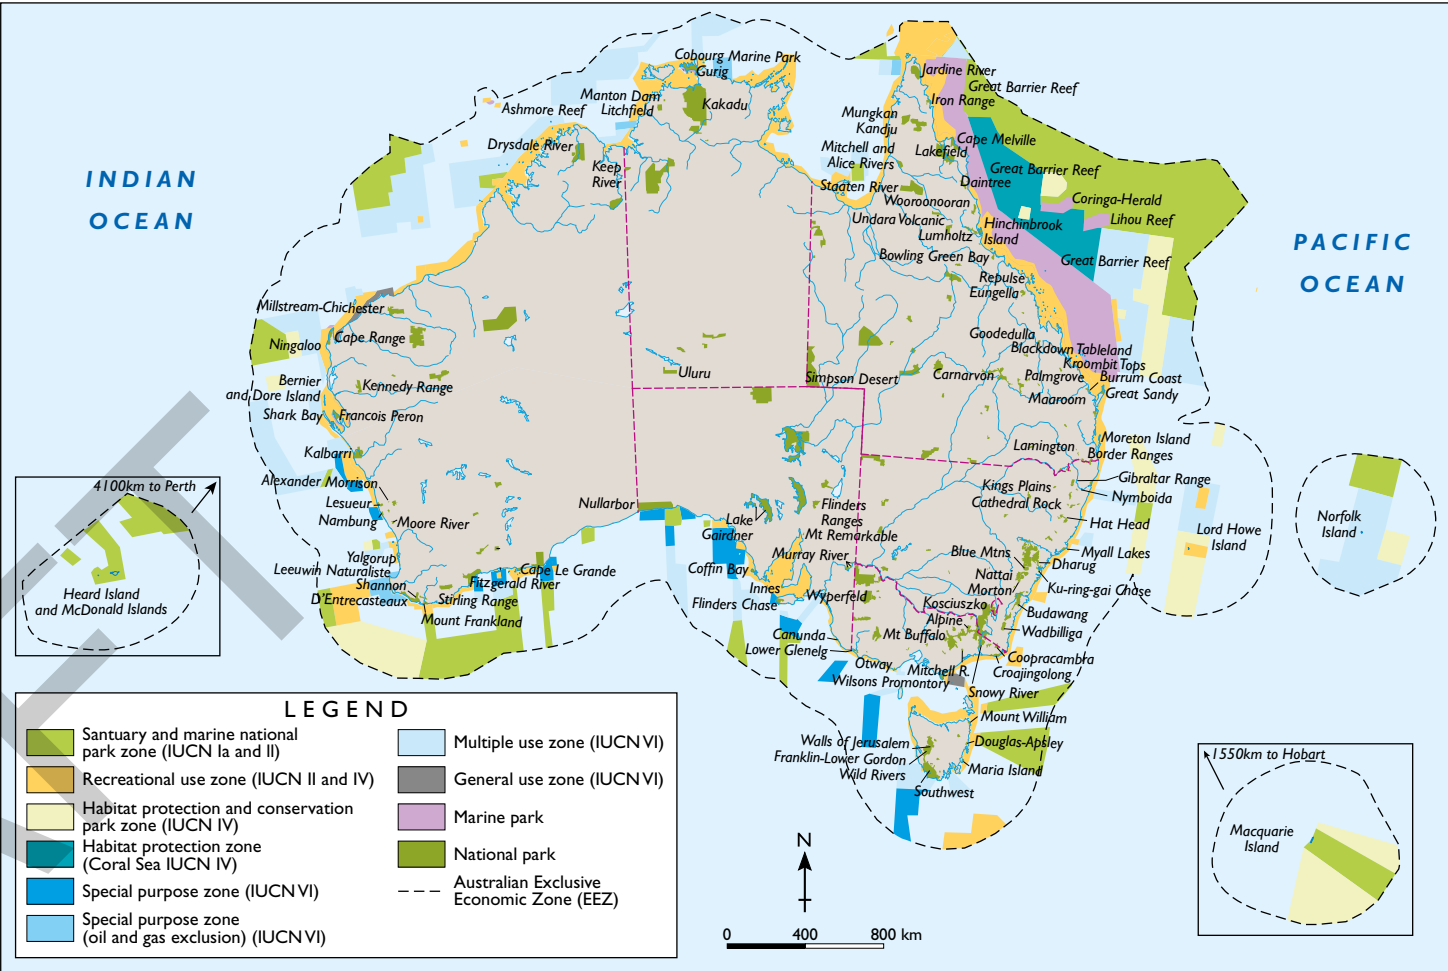 INDIAN
OCEAN
PACIFIC
OCEAN
Cobourg Marine Park
Gurig
Manton Dam
Litchfield
Kakadu
Ashmore Reef
Drysdale River
Keep
River
Jardine River
Great Barrier Reef
Iron Range
Mungkan
Kandju
Cape Melville
Mitchell and
Alice Rivers
Lakefield
Great Barrier Reef
Daintree
Staaten River
Wooroonooran
Coringa-Herald
Undara Volcanic
Lumholtz
Hinchinbrook
Island
Lihou Reef
Bowling Green Bay
Great Barrier Reef
Repulse
Eungella
Millstream-Chichester
Ningaloo
Cape Range
Goodedulla
Blackdown Tableland
Kroombit Tops
Bernier
and Dore Island
Kennedy Range
Uluru
Simpson Desert
Carnarvon
Palmgrove
Burrum Coast
Maaroom
Great Sandy
Shark Bay
Francois Peron
Kalbarri
Lamington
Moreton Island
Border Ranges
Alexander Morrison
Gibraltar Range
Kings Plains
Nymboida
Cathedral Rock
Lesueur
Nambung
Moore River
Nullarbor
Lake
Gairdner
Flinders
Ranges
Mt Remarkable
Hat Head
Lord Howe
Island
Norfolk
Island
4100km to Perth
Heard Island
and McDonald Islands
Yalgorup
Leeuwin Naturaliste
Shannon
D'Entrecasteaux
Stirling Range
Mount Frankland
Fitzgerald River
Cape Le Grande
Coffin Bay
Murray River
Innes
Flinders Chase
Wyperfeld
Blue Mtns
Myall Lakes
Dharug
Nattai
Ku-ring-gai Chase
Morton
Kosciuszko
Budawang
Alpine
Wadbilliga
Canunda
Lower Glenelg
Mt Buffalo
Otway
Mitchell R.
Coopracambra
Croajingolong
Wilsons Promontory
Snowy River
Mount William
Walls of Jerusalem
Douglas-Apsley
Franklin-Lower Gordon
Wild Rivers
Maria Island
Southwest
1550km to Hobart
Macquarie
Island
LEGEND
Santuary and marine national
park zone (IUCN Ia and II)
Recreational use zone (IUCN II and IV)
Habitat protection and conservation
park zone (IUCN IV)
Habitat protection zone
(Coral Sea IUCN IV)
Special purpose zone (IUCN VI)
Special purpose zone
(oil and gas exclusion) (IUCN VI)
Multiple use zone (IUCN VI)
General use zone (IUCN VI)
Marine park
National park
Australian Exclusive
Economic Zone (EEZ)
N
0 400 800 km